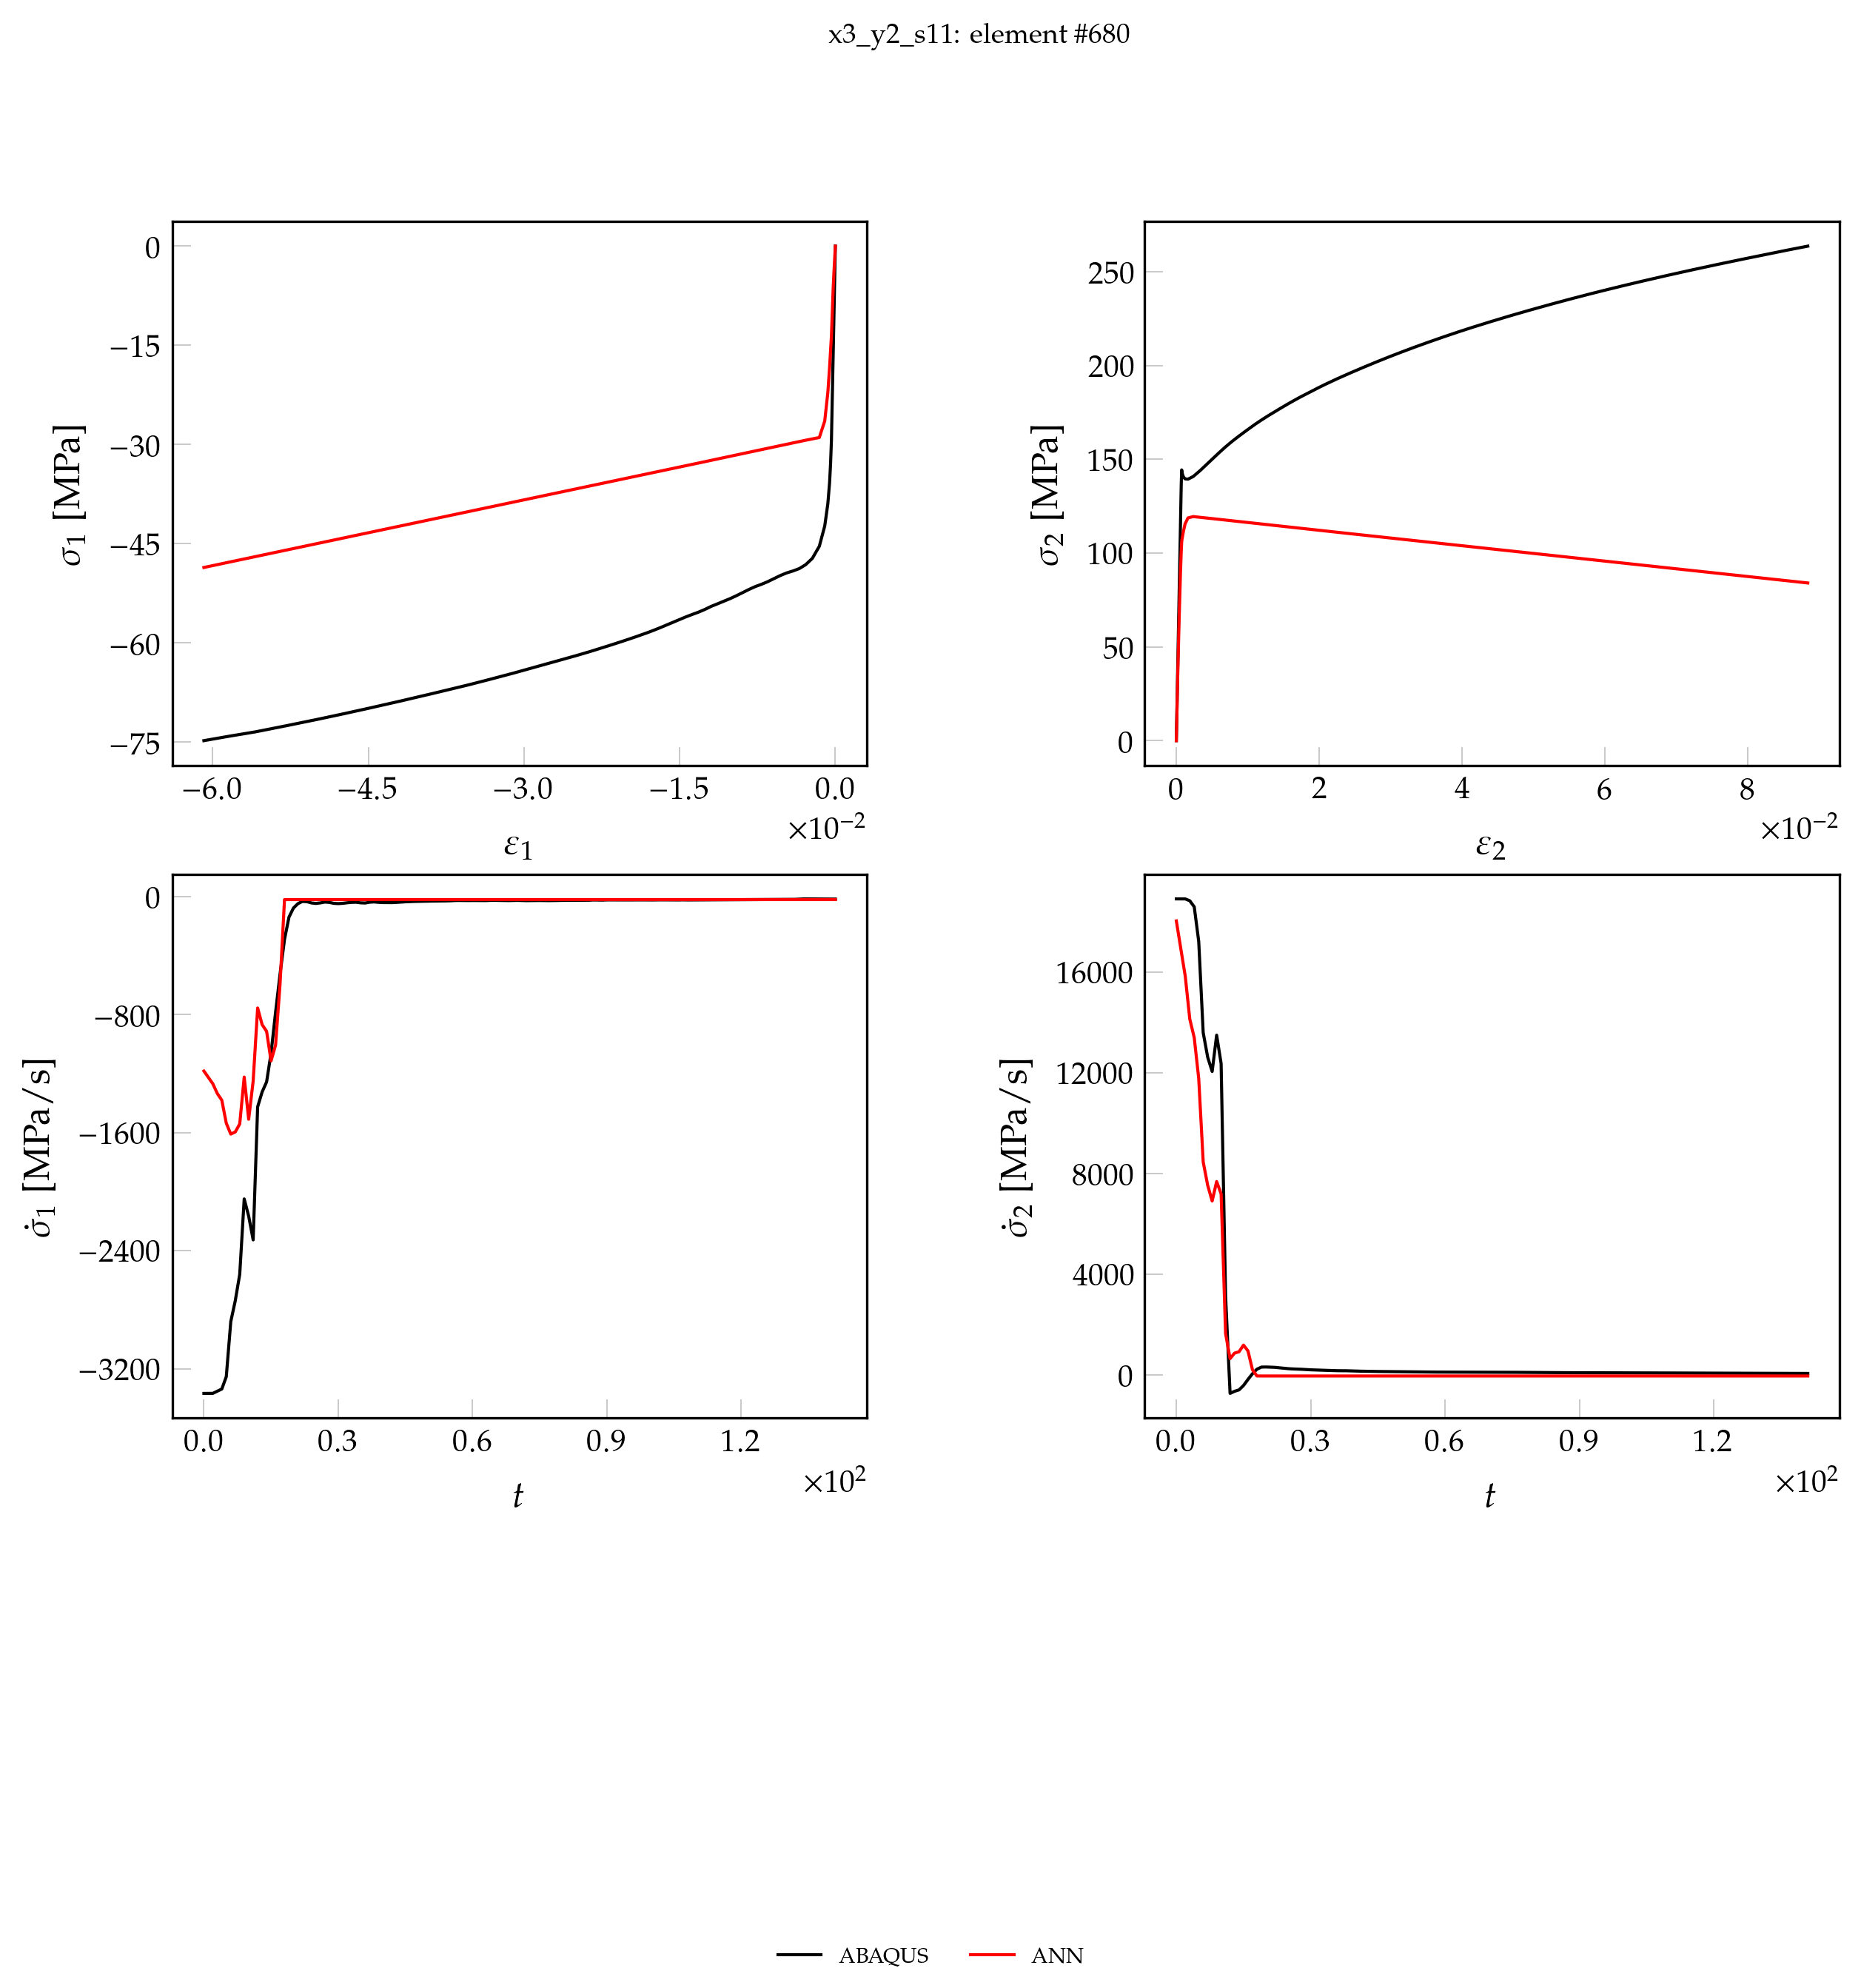 x3_y2_s11: element #680
0
−15
−30
−45
−60
−75
σ1 [MPa]
−6.0 −4.5 −3.0 −1.5 0.0
×10−2
ε1
250
200
150
100
50
0
σ2 [MPa]
0 2 4 6 8
×10−2
ε2
0
−800
−1600
−2400
−3200
σ̇1 [MPa/s]
0.0 0.3 0.6 0.9 1.2
×10²
t
16000
12000
8000
4000
0
σ̇2 [MPa/s]
0.0 0.3 0.6 0.9 1.2
×10²
t
ABAQUS ANN